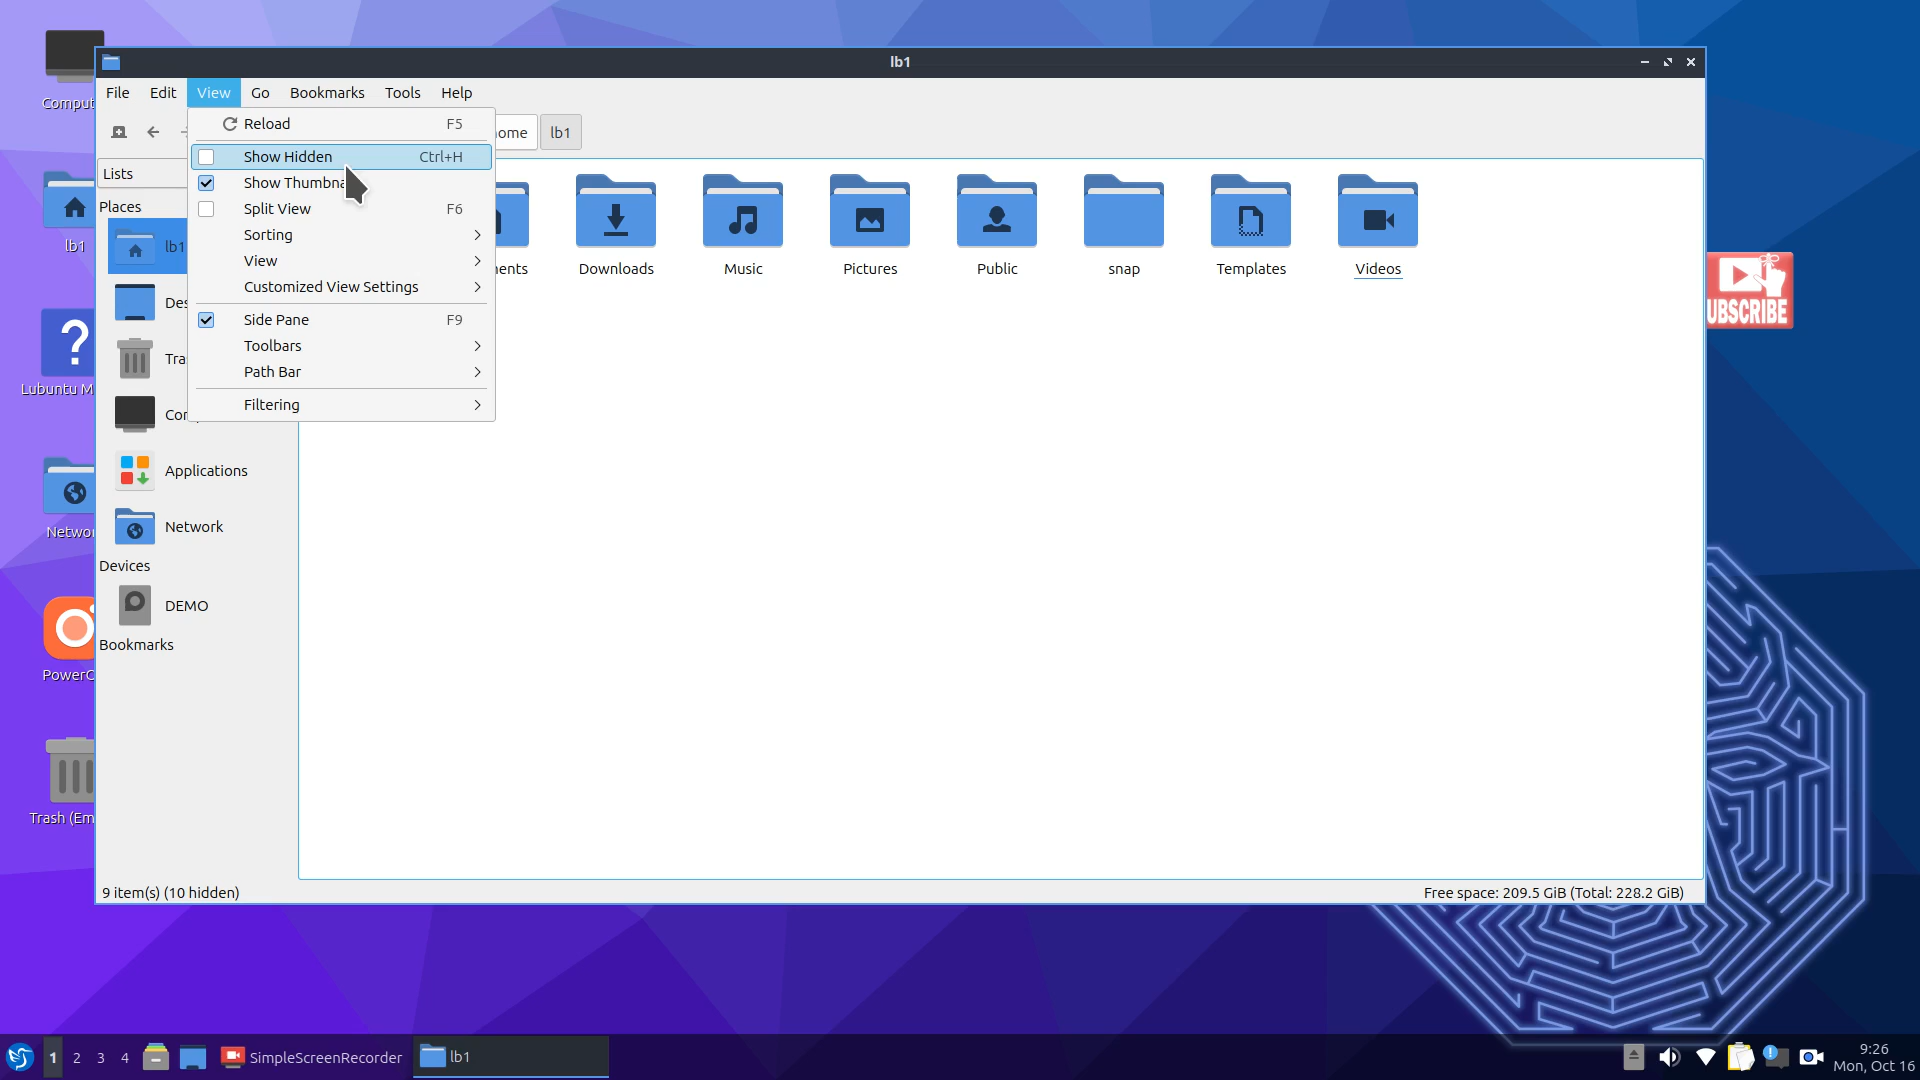 Comput
lb1
File Edit View Go Bookmarks Tools Help
ome lb1
Reload F5
Show Hidden Ctrl+H
Show Thumbna
Split View F6
Sorting
View
Customized View Settings
Side Pane F9
Toolbars
Path Bar
Filtering
Lists
Places
lb1
Des
Tra
Co
Applications
Network
Devices
DEMO
Bookmarks
ents
Downloads
Music
Pictures
Public
snap
Templates
Videos
lb1
Lubuntu M
Networ
PowerC
Trash (Em
UBSCRIBE
9 item(s) (10 hidden)
Free space: 209.5 GiB (Total: 228.2 GiB)
1 2 3 4
SimpleScreenRecorder
lb1
9:26
Mon, Oct 16